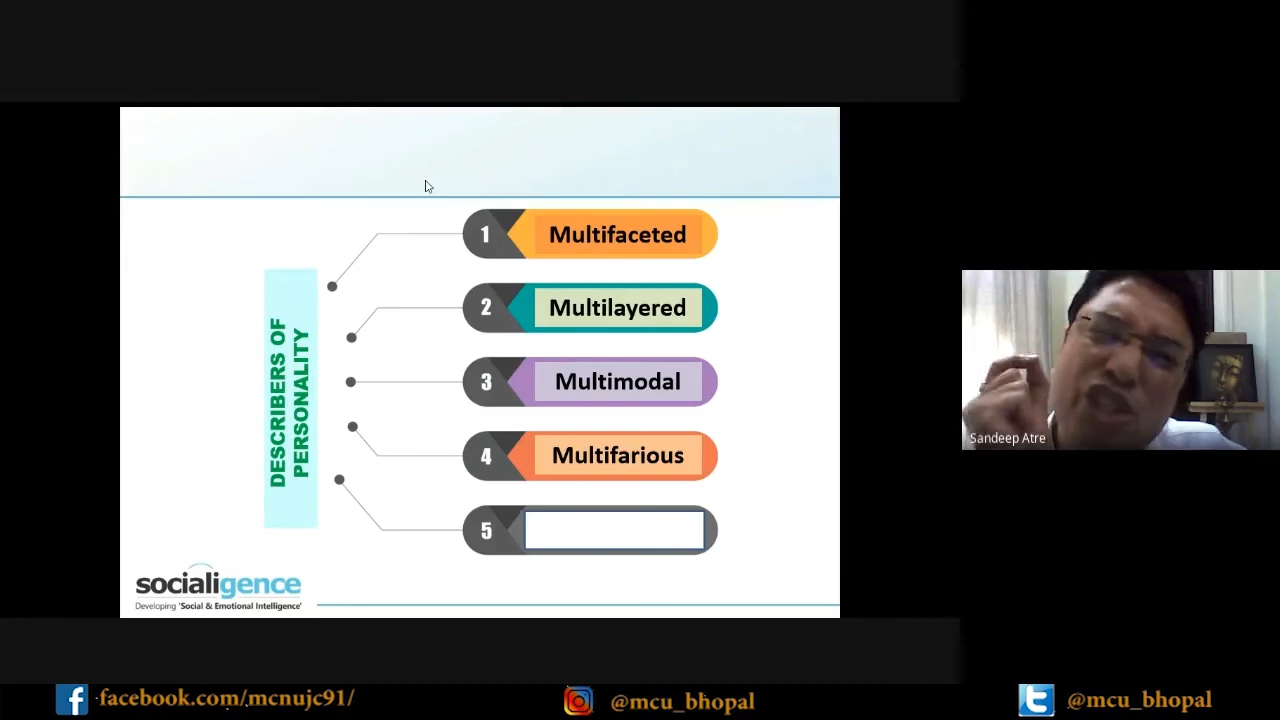 1 Multifaceted
2 Multilayered
3 Multimodal
4 Multifarious
5
DESCRIBERS OF
PERSONALITY
socialigence
Developing 'Social & Emotional Intelligence'
Sandeep Atre
facebook.com/mcnujc91/
@mcu_bhopal
@mcu_bhopal